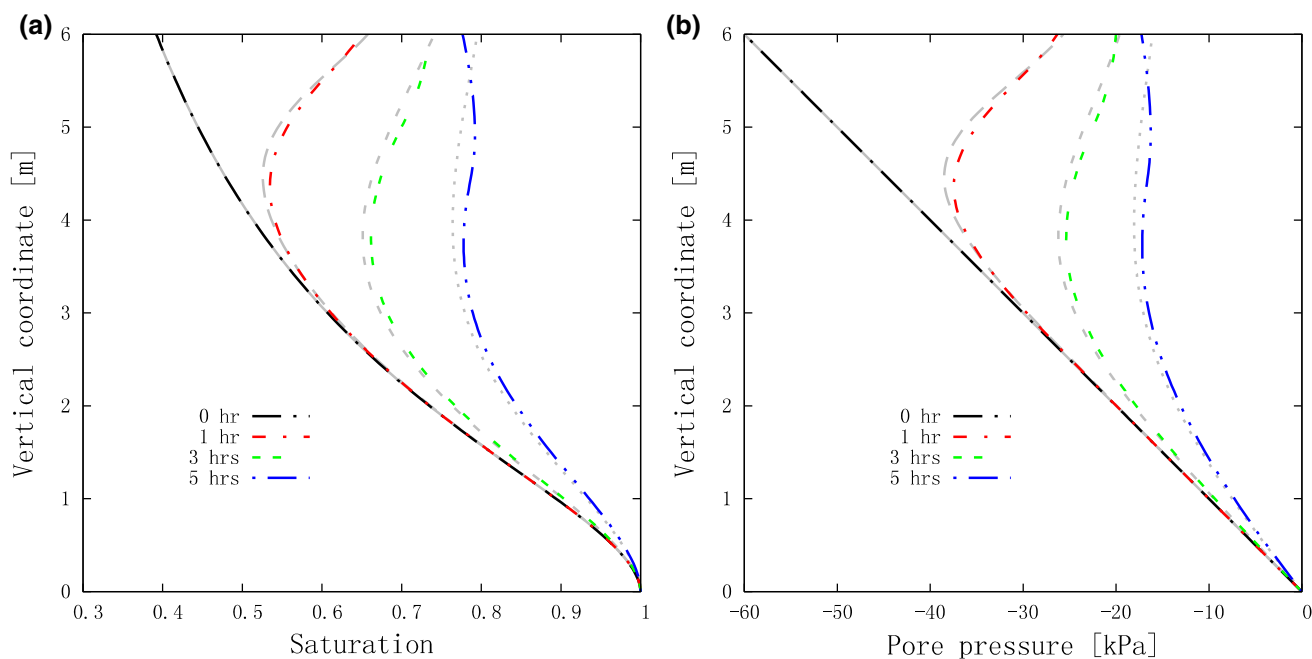 (a)
6
5
4
3
2
1
0
Vertical coordinate [m]
0 hr
1 hr
3 hrs
5 hrs
0.3 0.4 0.5 0.6 0.7 0.8 0.9 1
Saturation
(b)
6
5
4
3
2
1
0
Vertical coordinate [m]
0 hr
1 hr
3 hrs
5 hrs
-60 -50 -40 -30 -20 -10 0
Pore pressure [kPa]